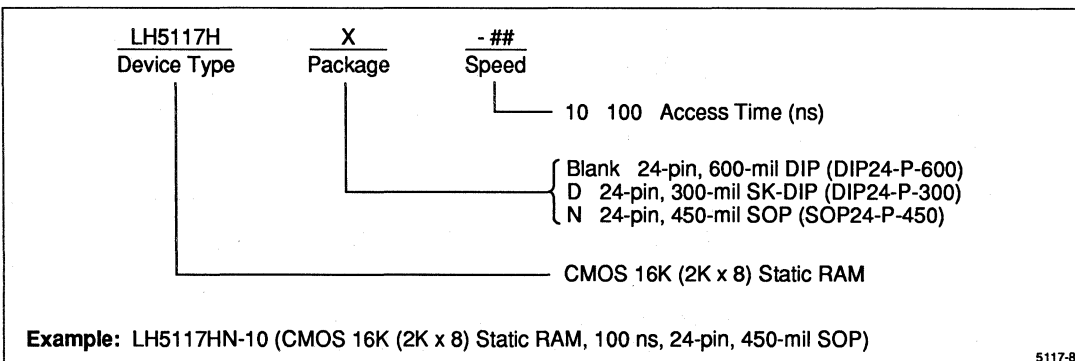 LH5117H X - ##
Device Type Package Speed
10 100 Access Time (ns)
Blank 24-pin, 600-mil DIP (DIP24-P-600)
D 24-pin, 300-mil SK-DIP (DIP24-P-300)
N 24-pin, 450-mil SOP (SOP24-P-450)
CMOS 16K (2K x 8) Static RAM
Example: LH5117HN-10 (CMOS 16K (2K x 8) Static RAM, 100 ns, 24-pin, 450-mil SOP)
5117-8